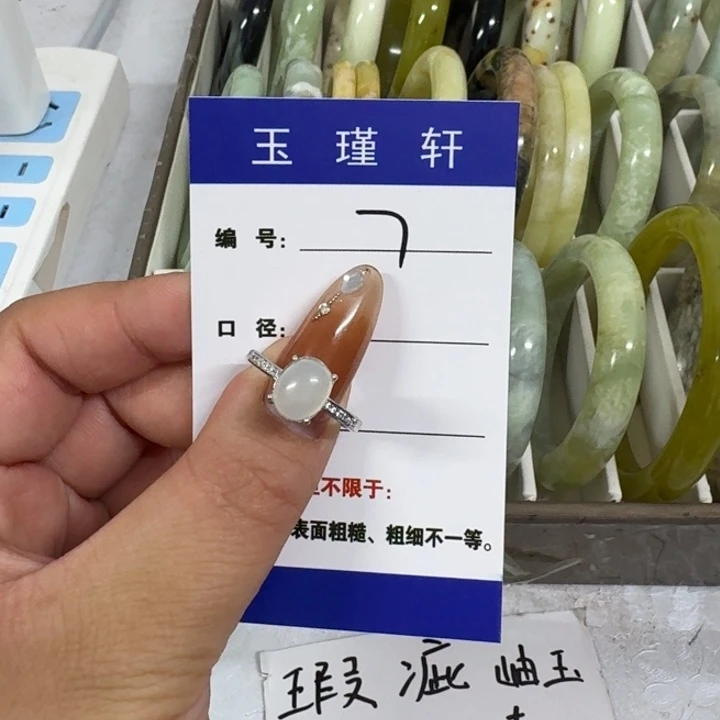 玉瑾轩
编号: 7
口径:
不限于:
表面粗糙、粗细不一等。
瑕疵岫玉